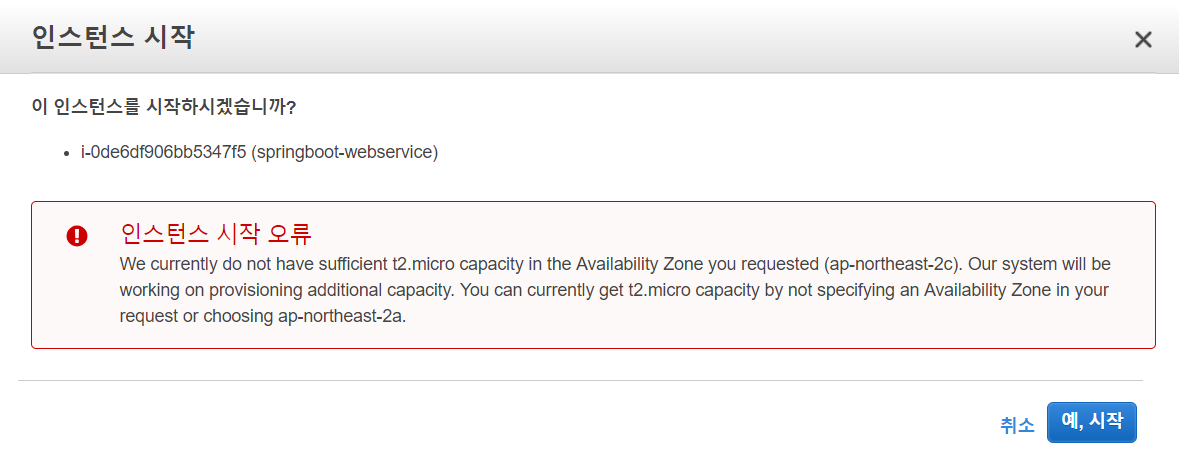 인스턴스 시작
이 인스턴스를 시작하시겠습니까?
• i-0de6df906bb5347f5 (springboot-webservice)
인스턴스 시작 오류
We currently do not have sufficient t2.micro capacity in the Availability Zone you requested (ap-northeast-2c). Our system will be
working on provisioning additional capacity. You can currently get t2.micro capacity by not specifying an Availability Zone in your
request or choosing ap-northeast-2a.
취소 예, 시작